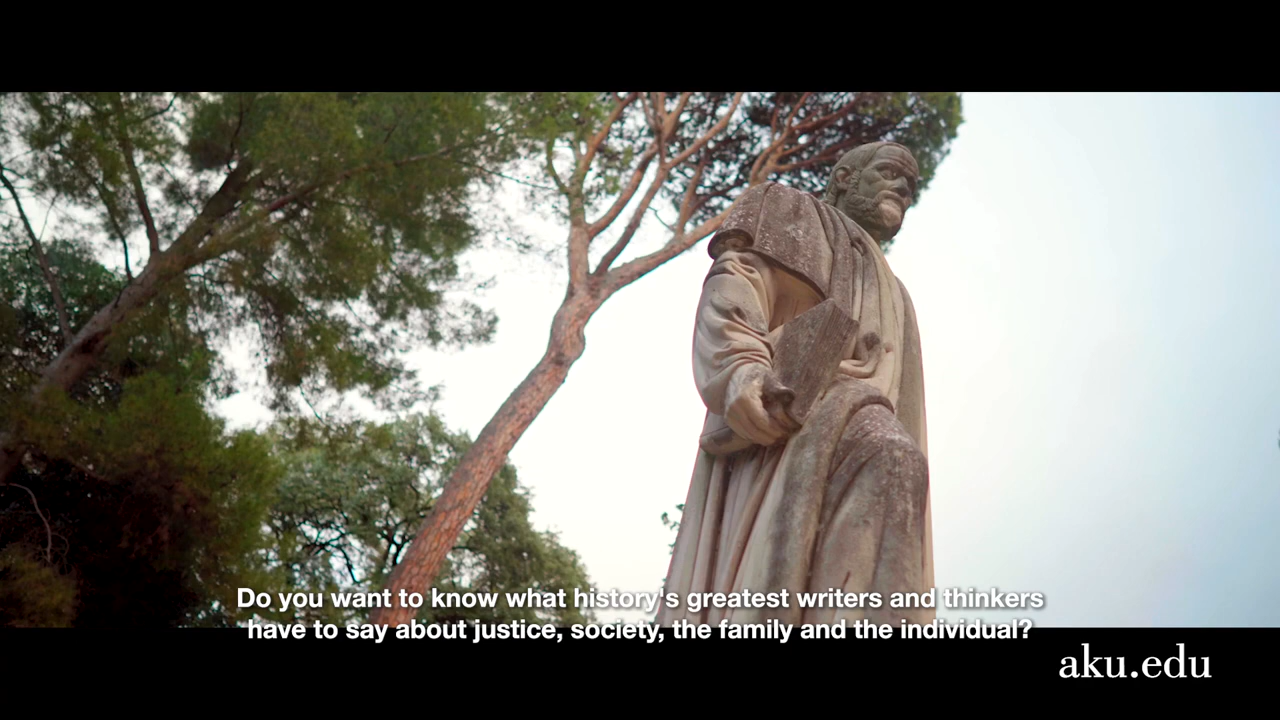 Do you want to know what history's greatest writers and thinkers
have to say about justice, society, the family and the individual?
aku.edu